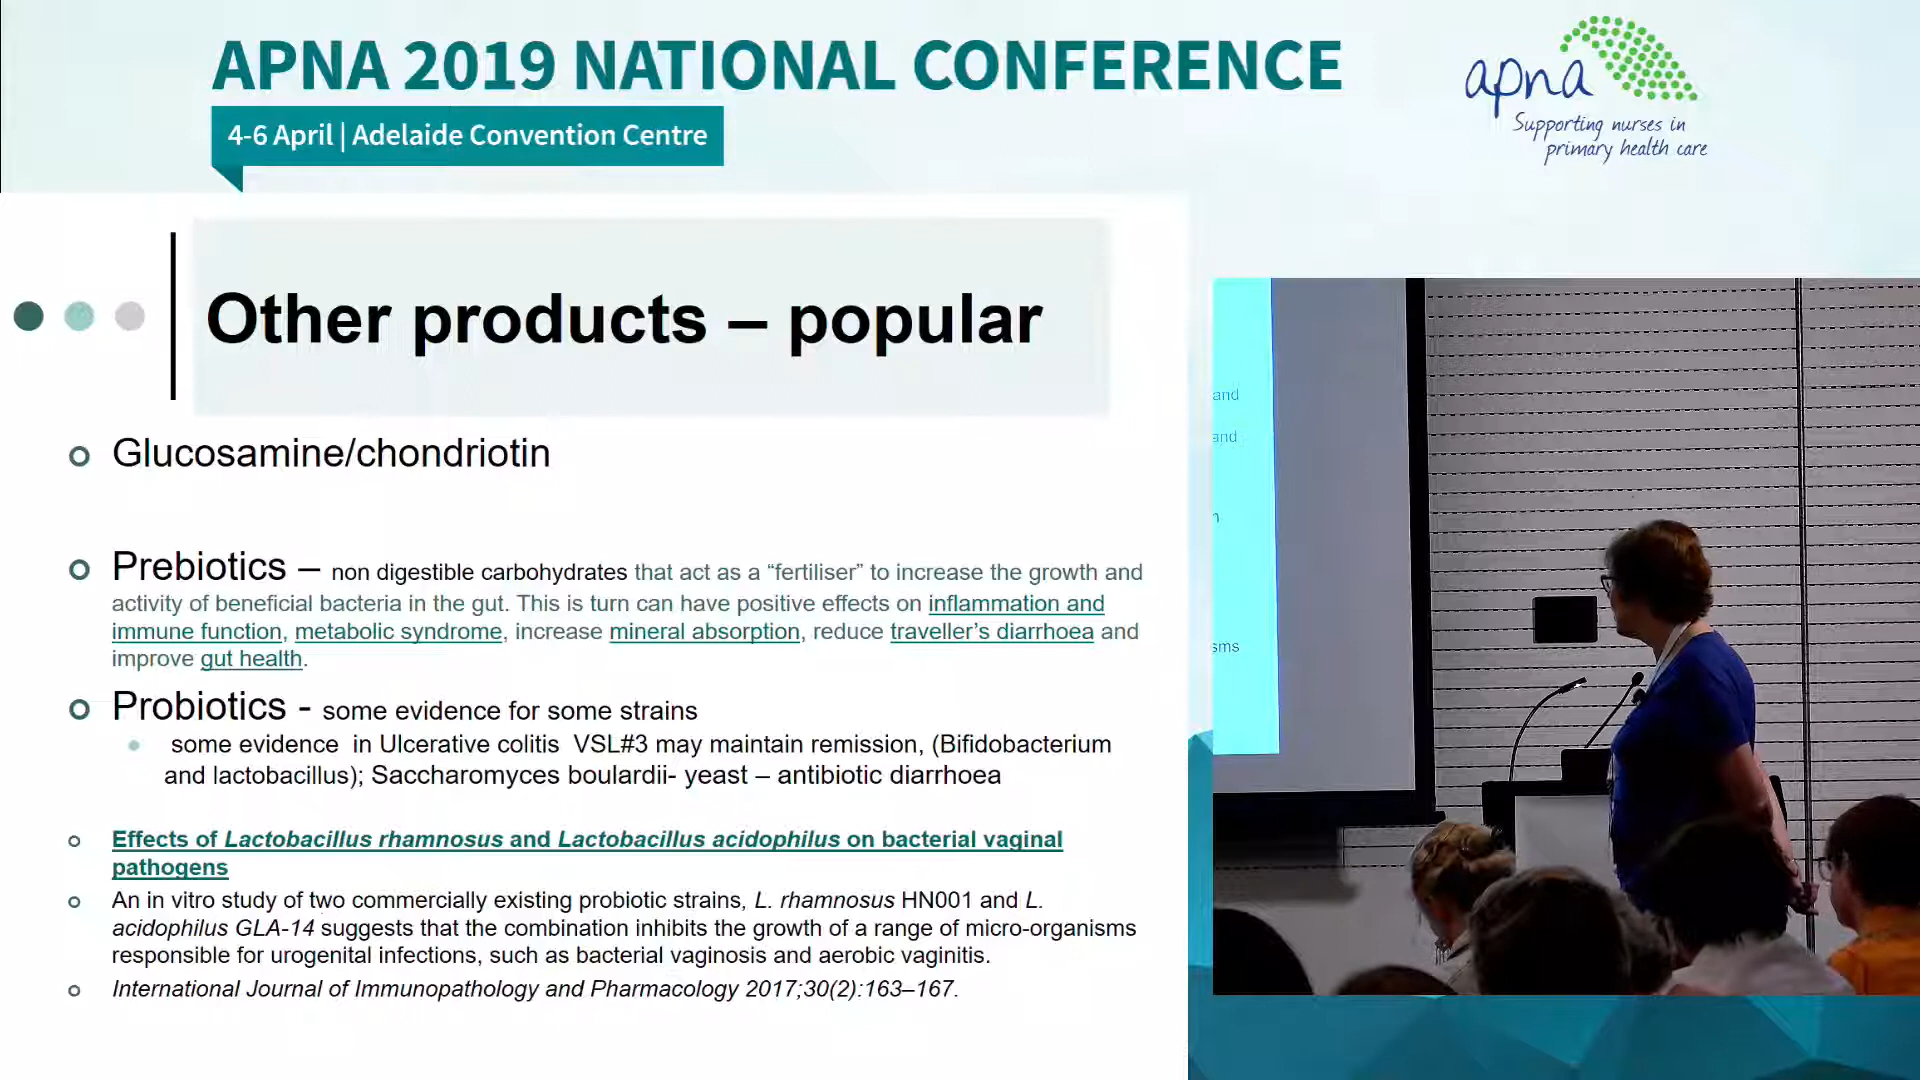 APNA 2019 NATIONAL CONFERENCE
4-6 April | Adelaide Convention Centre
apna
Supporting nurses in
primary health care
Other products – popular
Glucosamine/chondriotin
Prebiotics – non digestible carbohydrates that act as a “fertiliser” to increase the growth and
activity of beneficial bacteria in the gut. This is turn can have positive effects on inflammation and
immune function, metabolic syndrome, increase mineral absorption, reduce traveller’s diarrhoea and
improve gut health.
Probiotics - some evidence for some strains
some evidence in Ulcerative colitis VSL#3 may maintain remission, (Bifidobacterium
and lactobacillus); Saccharomyces boulardii- yeast – antibiotic diarrhoea
Effects of Lactobacillus rhamnosus and Lactobacillus acidophilus on bacterial vaginal
pathogens
An in vitro study of two commercially existing probiotic strains, L. rhamnosus HN001 and L.
acidophilus GLA-14 suggests that the combination inhibits the growth of a range of micro-organisms
responsible for urogenital infections, such as bacterial vaginosis and aerobic vaginitis.
International Journal of Immunopathology and Pharmacology 2017;30(2):163–167.
and
and
n
sms